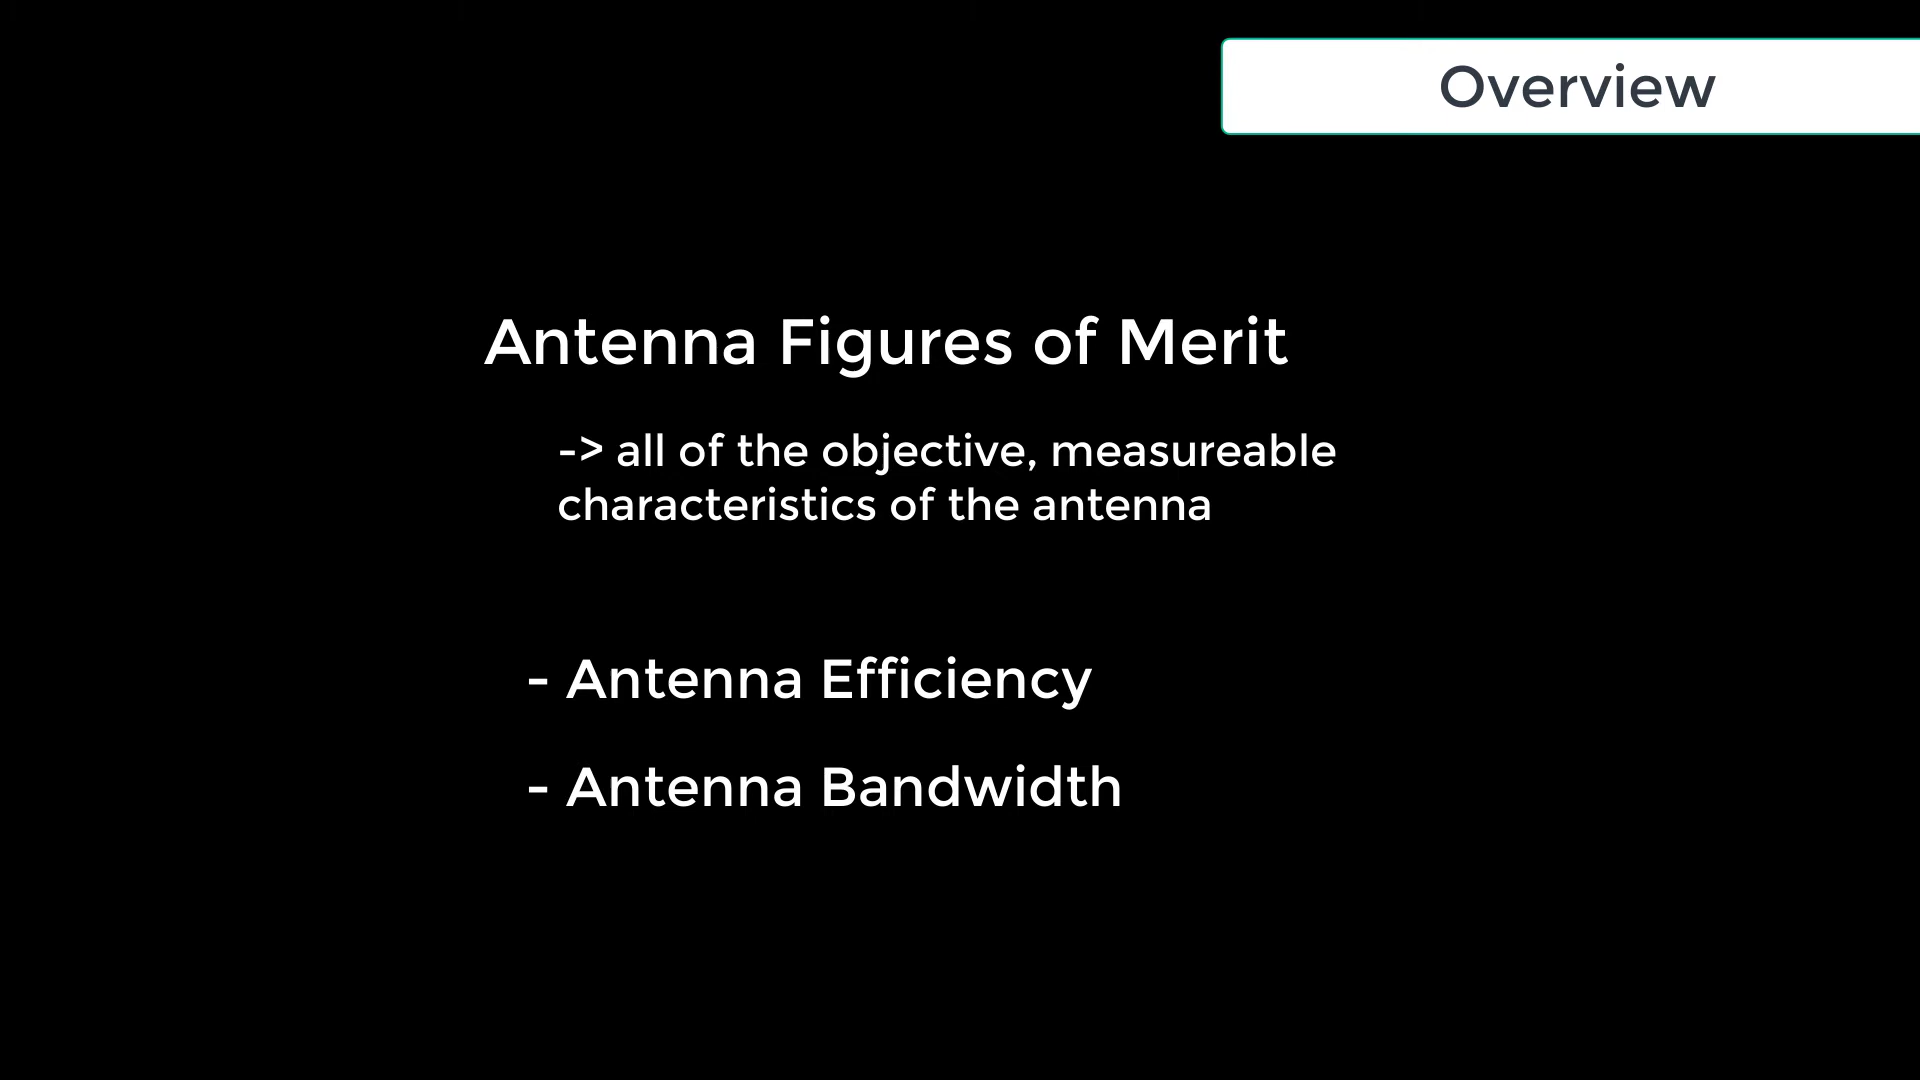 Overview
Antenna Figures of Merit
-> all of the objective, measureable
characteristics of the antenna
- Antenna Efficiency
- Antenna Bandwidth